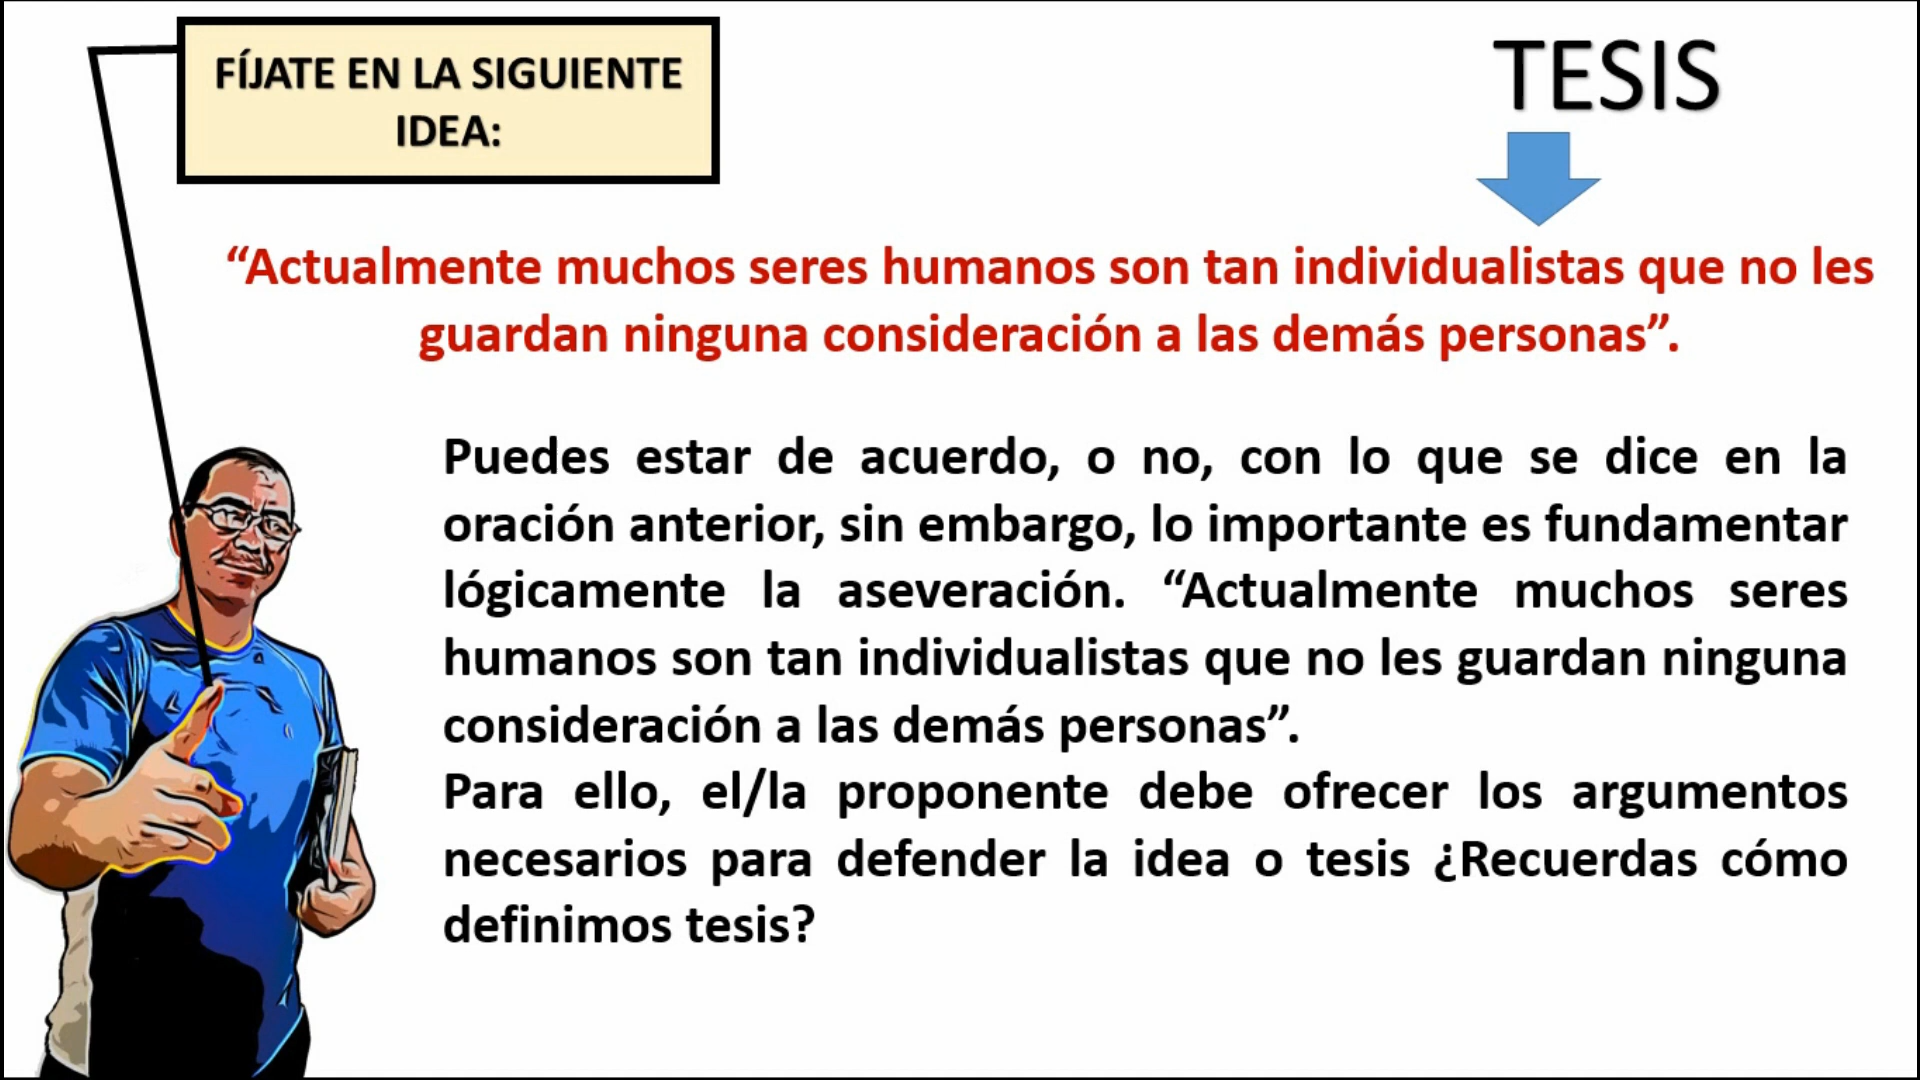 FÍJATE EN LA SIGUIENTE
IDEA:
TESIS
“Actualmente muchos seres humanos son tan individualistas que no les
guardan ninguna consideración a las demás personas”.
Puedes estar de acuerdo, o no, con lo que se dice en la
oración anterior, sin embargo, lo importante es fundamentar
lógicamente la aseveración. “Actualmente muchos seres
humanos son tan individualistas que no les guardan ninguna
consideración a las demás personas”.
Para ello, el/la proponente debe ofrecer los argumentos
necesarios para defender la idea o tesis ¿Recuerdas cómo
definimos tesis?